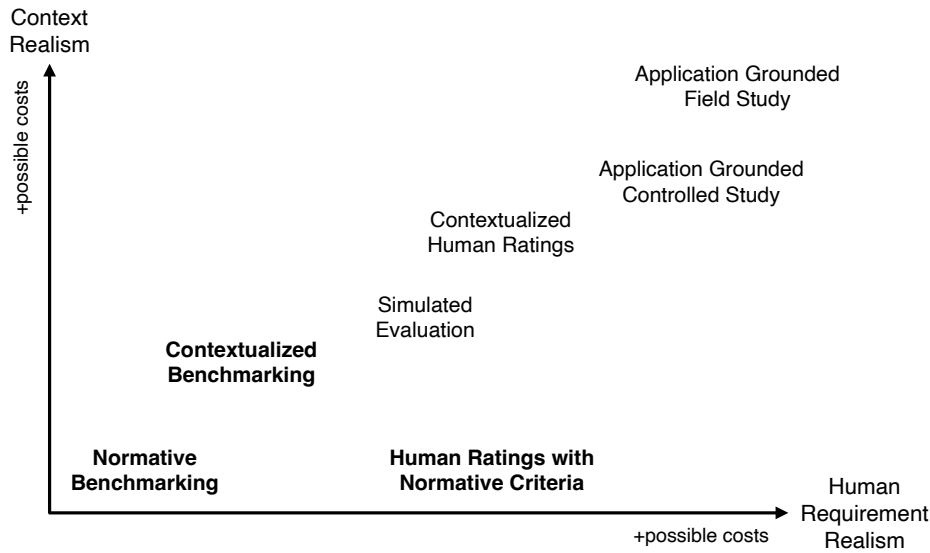 Context
Realism
+possible costs
Application Grounded
Field Study
Application Grounded
Controlled Study
Contextualized
Human Ratings
Simulated
Evaluation
Contextualized
Benchmarking
Normative
Benchmarking
Human Ratings with
Normative Criteria
Human
Requirement
Realism
+possible costs